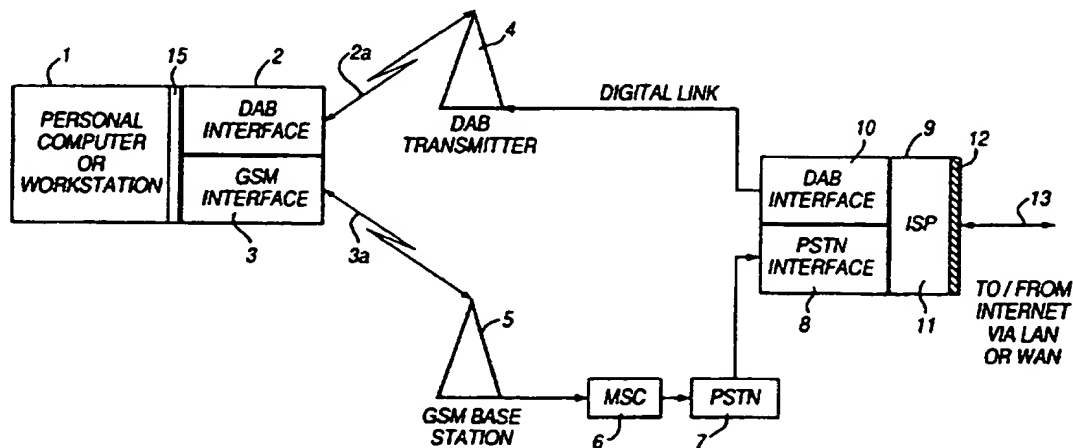 1
15
2
2a
4
PERSONAL
COMPUTER
OR
WORKSTATION
DAB
INTERFACE
GSM
INTERFACE
3
3a
DAB
TRANSMITTER
DIGITAL LINK
10
9
12
DAB
INTERFACE
PSTN
INTERFACE
ISP
8
11
13
TO / FROM
INTERNET
VIA LAN
OR WAN
5
GSM BASE
STATION
MSC
6
PSTN
7